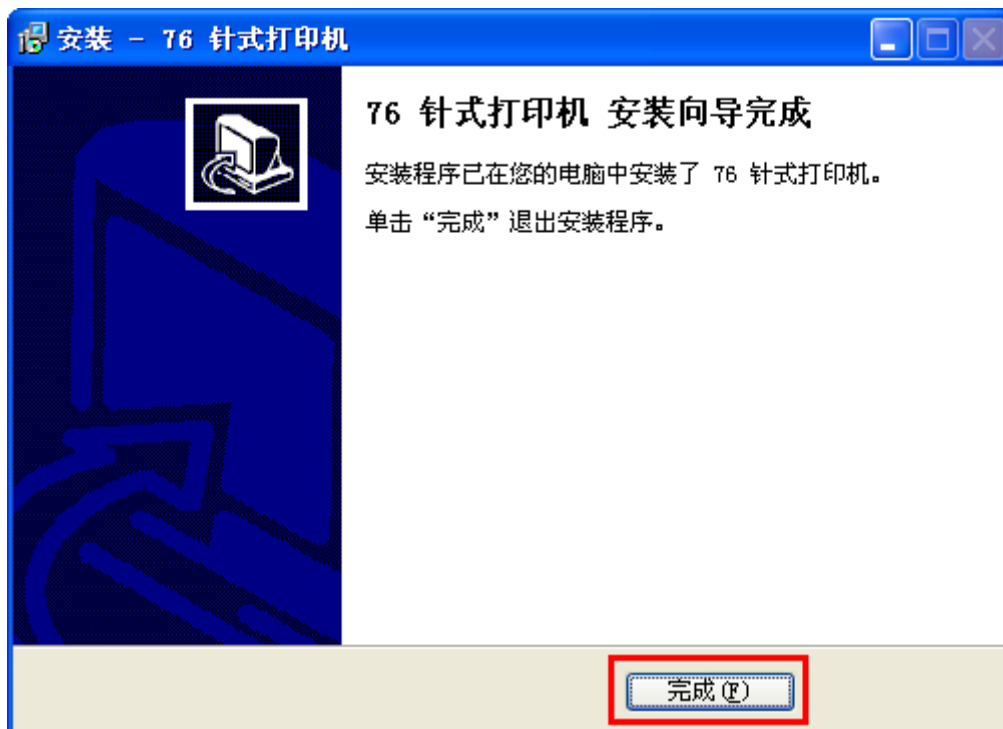 安装 - 76 针式打印机
76 针式打印机 安装向导完成
安装程序已在您的电脑中安装了 76 针式打印机。
单击“完成”退出安装程序。
完成(F)